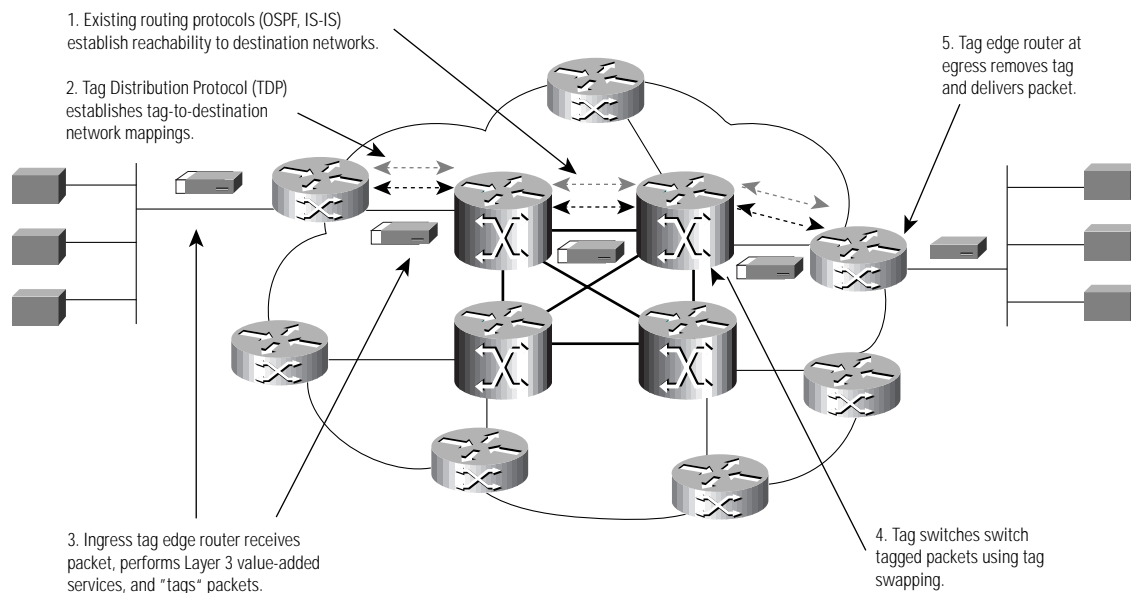 1. Existing routing protocols (OSPF, IS-IS)
establish reachability to destination networks.
2. Tag Distribution Protocol (TDP)
establishes tag-to-destination
network mappings.
5. Tag edge router at
egress removes tag
and delivers packet.
3. Ingress tag edge router receives
packet, performs Layer 3 value-added
services, and "tags“ packets.
4. Tag switches switch
tagged packets using tag
swapping.